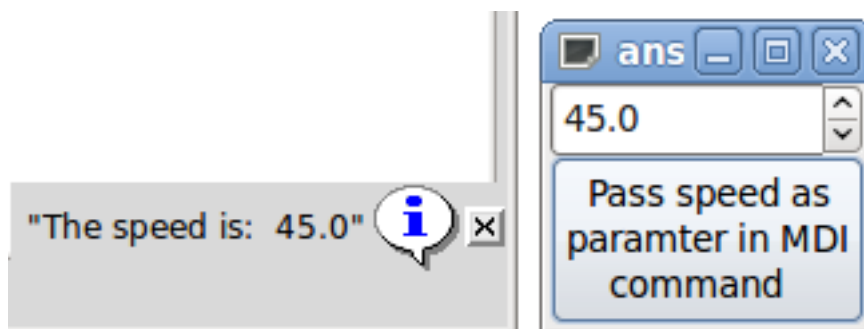 "The speed is:  45.0"
ans
45.0
Pass speed as
paramter in MDI
command